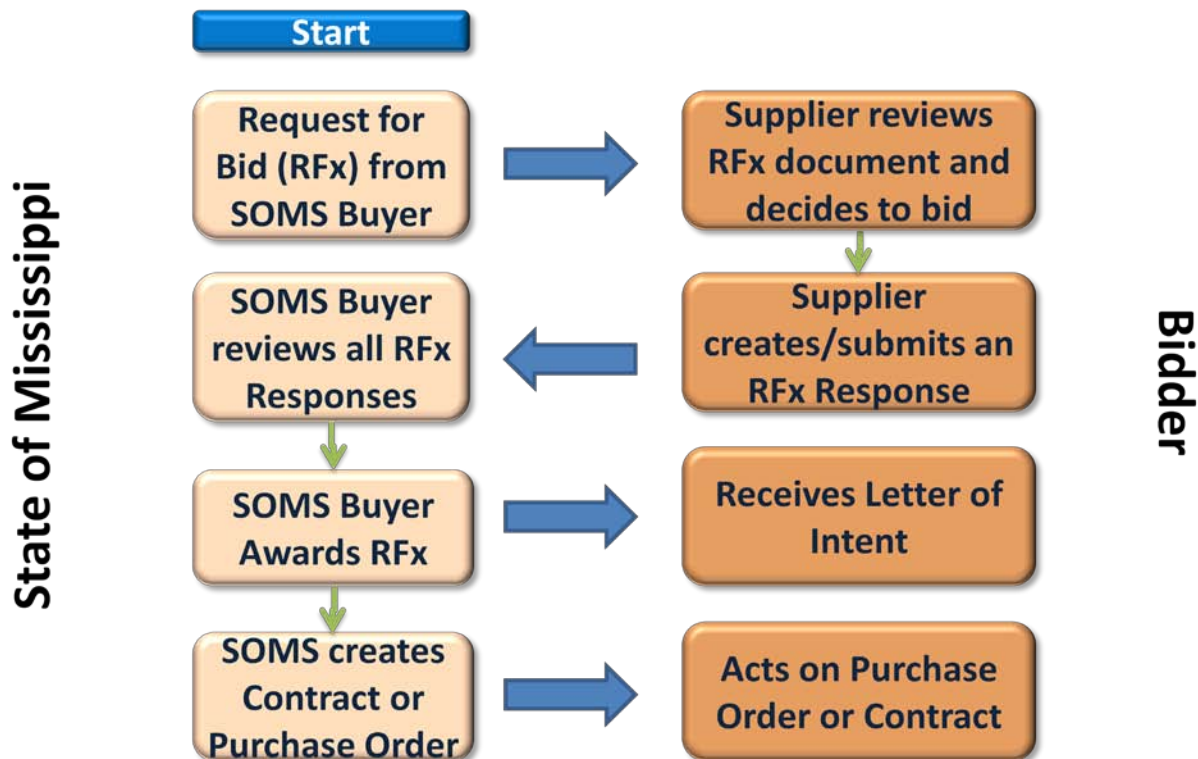 Start
State of Mississippi
Bidder
Request for
Bid (RFx) from
SOMS Buyer
Supplier reviews
RFx document and
decides to bid
Supplier
creates/submits an
RFx Response
SOMS Buyer
reviews all RFx
Responses
SOMS Buyer
Awards RFx
Receives Letter of
Intent
SOMS creates
Contract or
Purchase Order
Acts on Purchase
Order or Contract